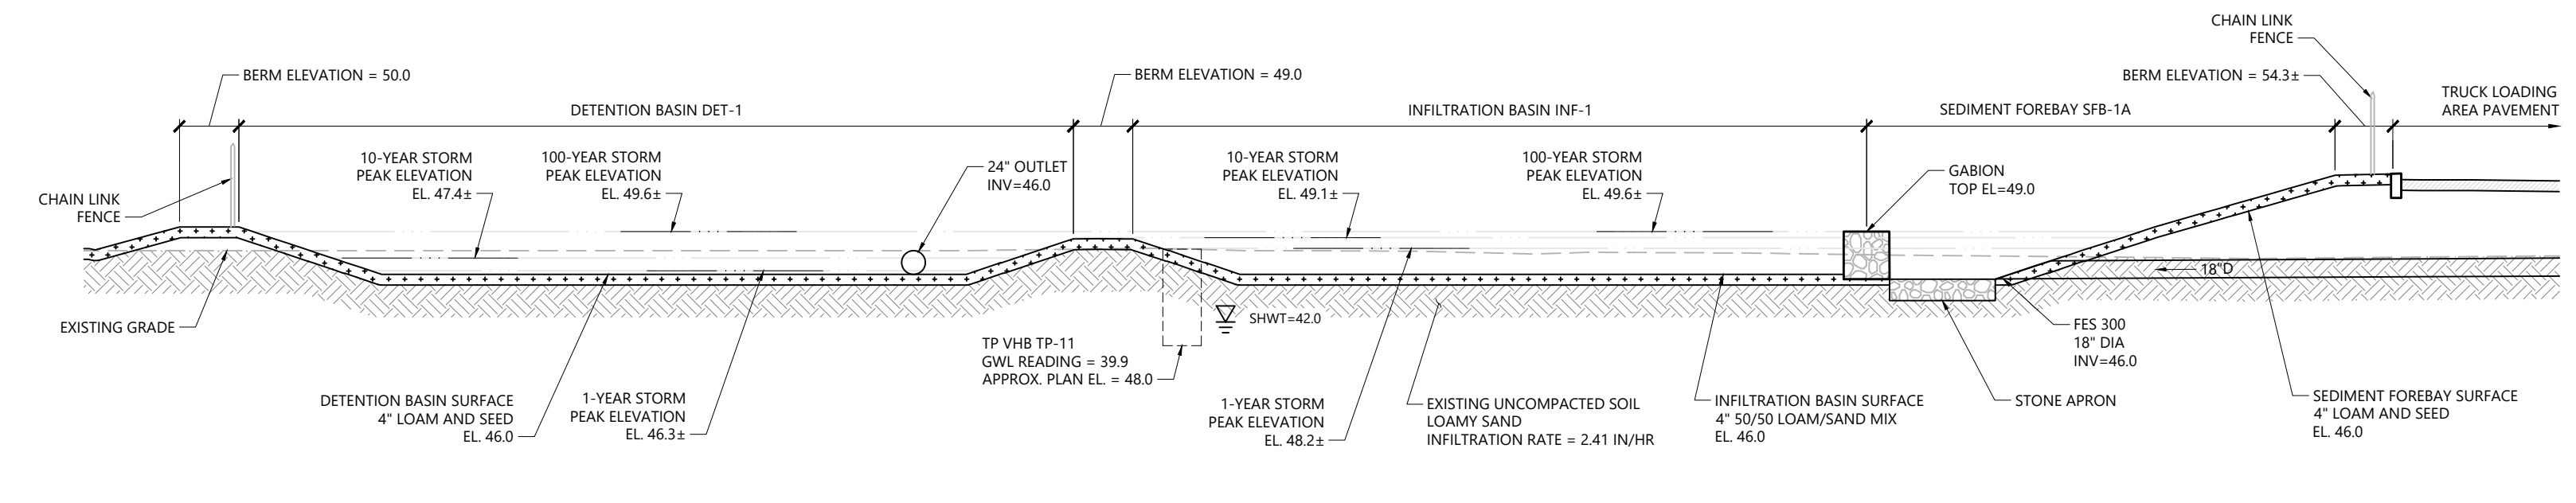 CHAIN LINK
FENCE
BERM ELEVATION = 50.0
BERM ELEVATION = 49.0
BERM ELEVATION = 54.3±
DETENTION BASIN DET-1
INFILTRATION BASIN INF-1
SEDIMENT FOREBAY SFB-1A
TRUCK LOADING
AREA PAVEMENT
10-YEAR STORM
PEAK ELEVATION
EL. 47.4±
100-YEAR STORM
PEAK ELEVATION
EL. 49.6±
24" OUTLET
INV=46.0
10-YEAR STORM
PEAK ELEVATION
EL. 49.1±
100-YEAR STORM
PEAK ELEVATION
EL. 49.6±
GABION
TOP EL=49.0
CHAIN LINK
FENCE
18"D
EXISTING GRADE
SHWT=42.0
TP VHB TP-11
GWL READING = 39.9
APPROX. PLAN EL. = 48.0
FES 300
18" DIA
INV=46.0
DETENTION BASIN SURFACE
4" LOAM AND SEED
EL. 46.0
1-YEAR STORM
PEAK ELEVATION
EL. 46.3±
1-YEAR STORM
PEAK ELEVATION
EL. 48.2±
EXISTING UNCOMPACTED SOIL
LOAMY SAND
INFILTRATION RATE = 2.41 IN/HR
INFILTRATION BASIN SURFACE
4" 50/50 LOAM/SAND MIX
EL. 46.0
STONE APRON
SEDIMENT FOREBAY SURFACE
4" LOAM AND SEED
EL. 46.0